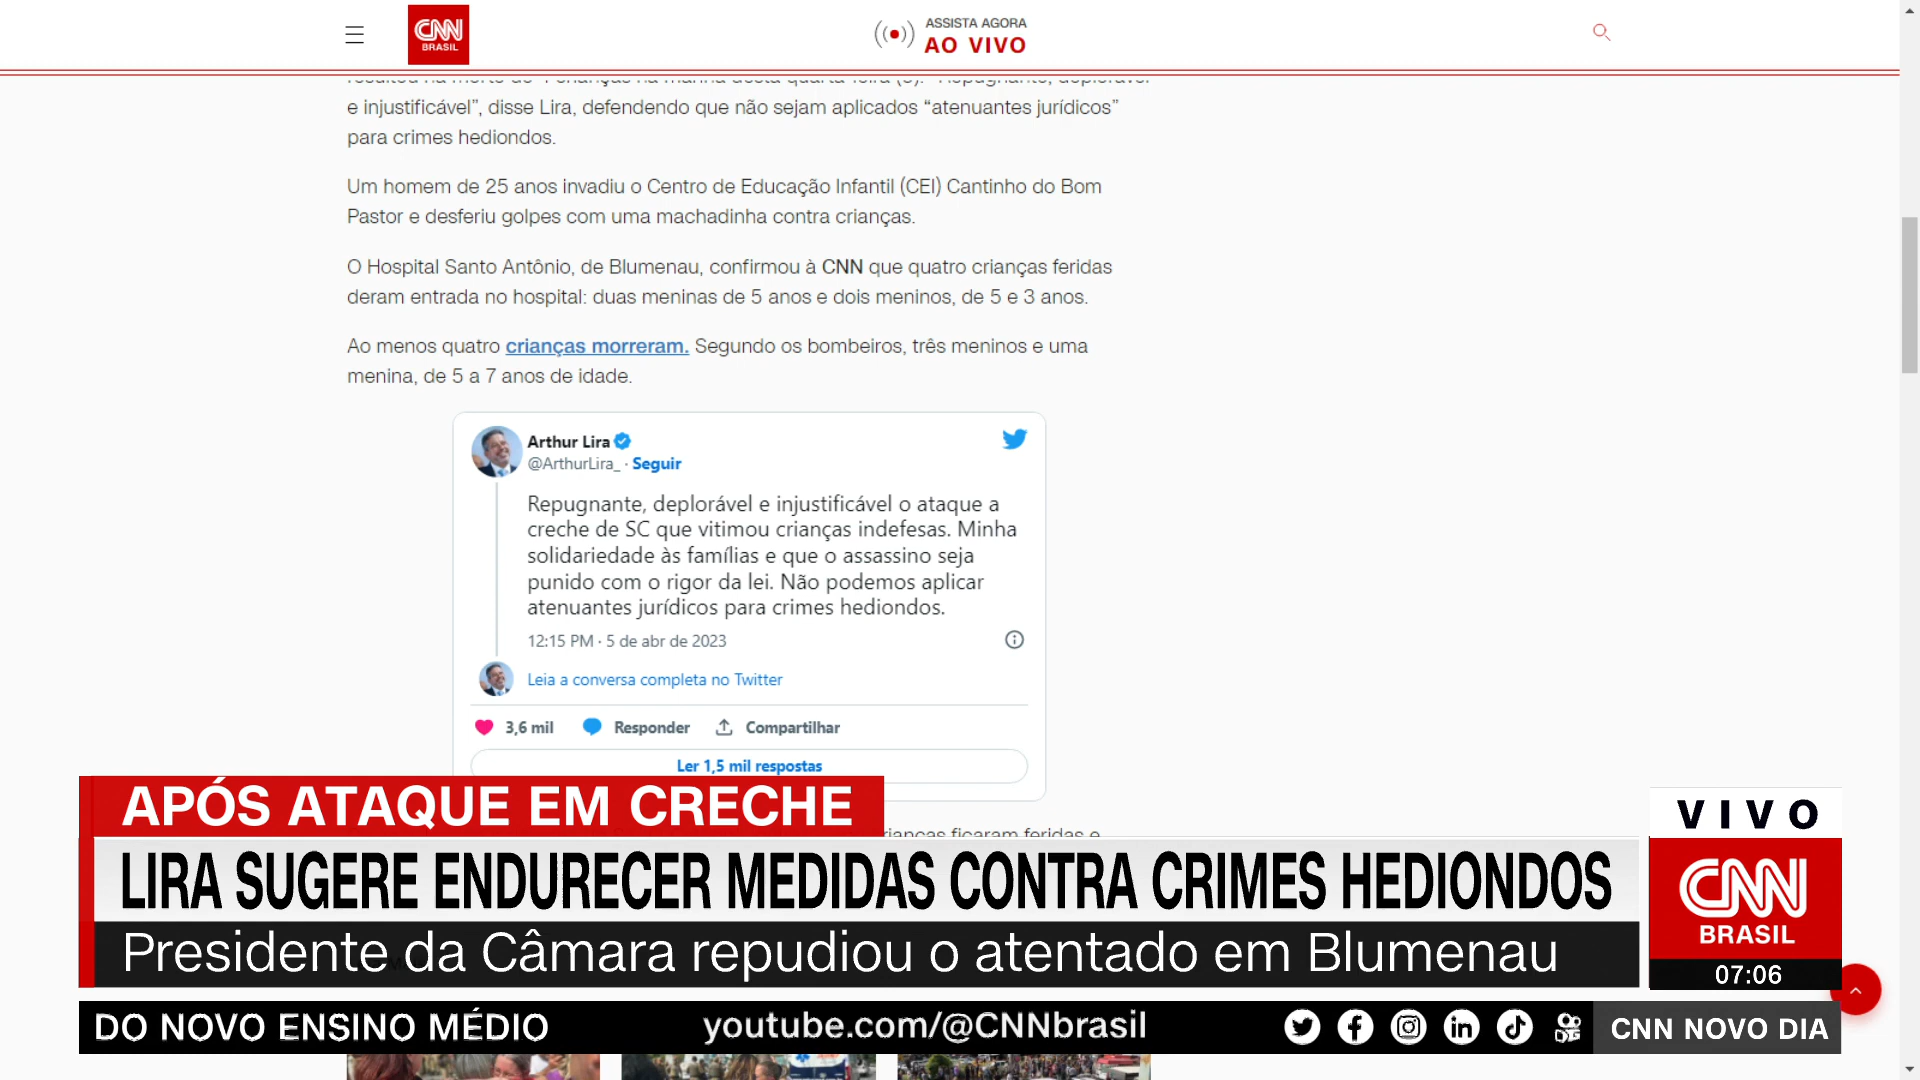 CNN
BRASIL
ASSISTA AGORA
AO VIVO
e injustificável”, disse Lira, defendendo que não sejam aplicados “atenuantes jurídicos”
para crimes hediondos.
Um homem de 25 anos invadiu o Centro de Educação Infantil (CEI) Cantinho do Bom
Pastor e desferiu golpes com uma machadinha contra crianças.
O Hospital Santo Antônio, de Blumenau, confirmou à CNN que quatro crianças feridas
deram entrada no hospital: duas meninas de 5 anos e dois meninos, de 5 e 3 anos.
Ao menos quatro crianças morreram. Segundo os bombeiros, três meninos e uma
menina, de 5 a 7 anos de idade.
Arthur Lira
@ArthurLira_ · Seguir
Repugnante, deplorável e injustificável o ataque a
creche de SC que vitimou crianças indefesas. Minha
solidariedade às famílias e que o assassino seja
punido com o rigor da lei. Não podemos aplicar
atenuantes jurídicos para crimes hediondos.
12:15 PM · 5 de abr de 2023
Leia a conversa completa no Twitter
3,6 mil Responder Compartilhar
Ler 1,5 mil respostas
ficaram feridas e
APÓS ATAQUE EM CRECHE
LIRA SUGERE ENDURECER MEDIDAS CONTRA CRIMES HEDIONDOS
Presidente da Câmara repudiou o atentado em Blumenau
VIVO
CNN
BRASIL
07:06
DO NOVO ENSINO MÉDIO
youtube.com/@CNNbrasil
CNN NOVO DIA